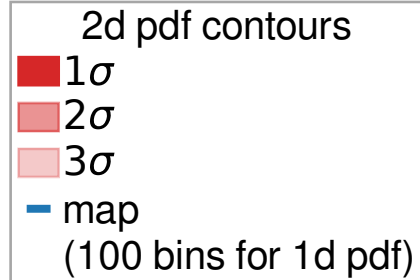 2d pdf contours
1σ
2σ
3σ
map
(100 bins for 1d pdf)